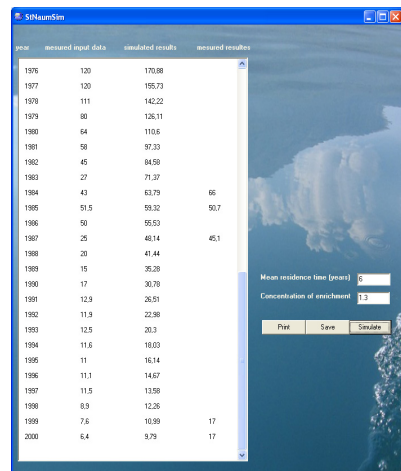 StNaumSim
year mesured input data simulated results mesured resultes
1976 120 170,88
1977 120 155,73
1978 111 142,22
1979 80 126,11
1980 64 110,6
1981 58 97,33
1982 45 84,58
1983 27 71,37
1984 43 63,79 66
1985 51,5 59,32 50,7
1986 50 55,53
1987 25 48,14 45,1
1988 20 41,44
1989 15 35,28
1990 17 30,78
1991 12,9 26,51
1992 11,9 22,98
1993 12,5 20,3
1994 11,6 18,03
1995 11 16,14
1996 11,1 14,67
1997 11,5 13,58
1998 8,9 12,26
1999 7,6 10,99 17
2000 6,4 9,79 17
Mean residence time (years) 6
Concentration of enrichment 1.3
Print Save Simulate